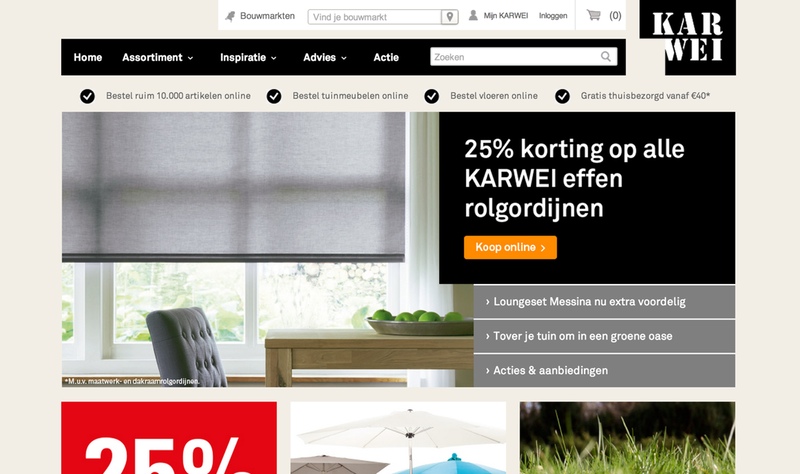 Bouwmarkten
Vind je bouwmarkt
Mijn KARWEI
Inloggen
(0)
KAR
WEI
Home
Assortiment
Inspiratie
Advies
Actie
Zoeken
Bestel ruim 10.000 artikelen online
Bestel tuinmeubelen online
Bestel vloeren online
Gratis thuisbezorgd vanaf €40*
25% korting op alle
KARWEI effen
rolgordijnen
Koop online >
› Loungeset Messina nu extra voordelig
› Tover je tuin om in een groene oase
› Acties & aanbiedingen
*M.u.v. maatwerk- en dakraamrolgordijnen.
25%